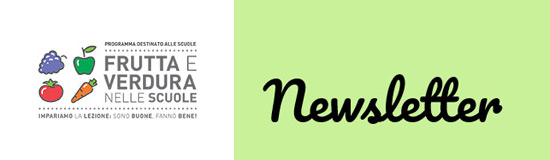 PROGRAMMA DESTINATO ALLE SCUOLE
FRUTTA E
VERDURA
NELLE SCUOLE
IMPARIAMO LA LEZIONE: SONO BUONE, FANNO BENE!
Newsletter